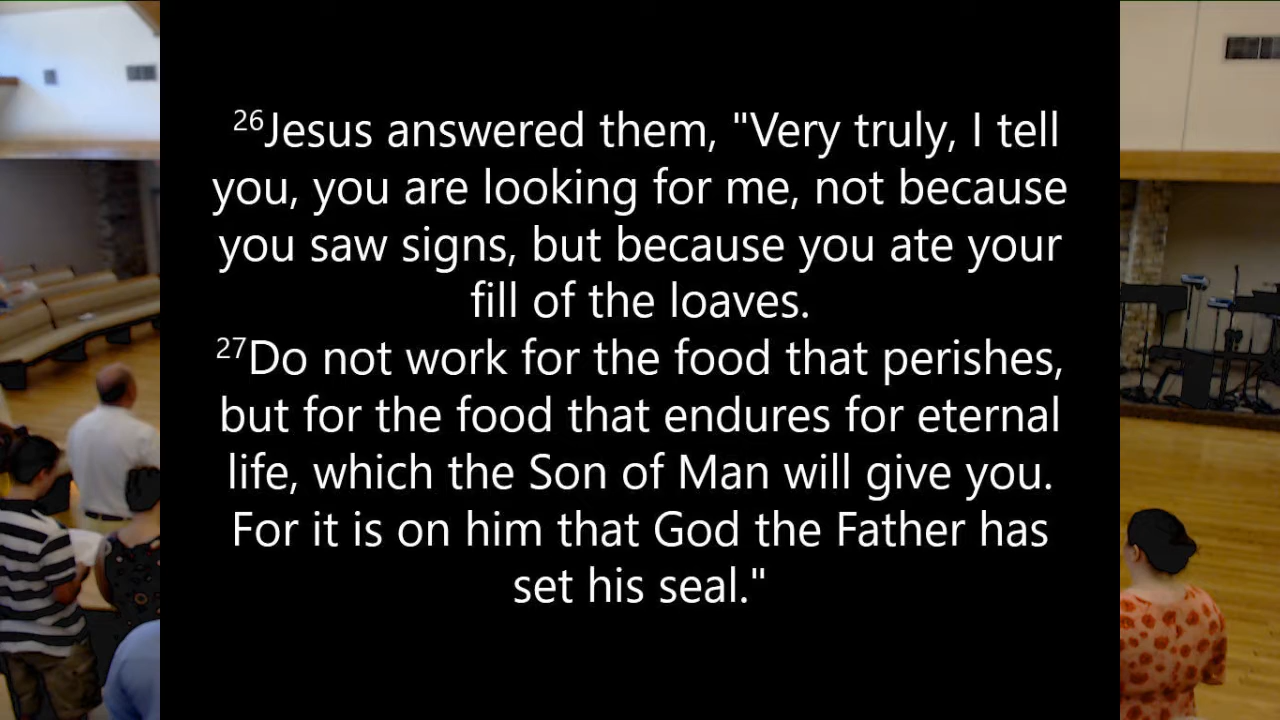 26Jesus answered them, "Very truly, I tell
you, you are looking for me, not because
you saw signs, but because you ate your
fill of the loaves.
27Do not work for the food that perishes,
but for the food that endures for eternal
life, which the Son of Man will give you.
For it is on him that God the Father has
set his seal."